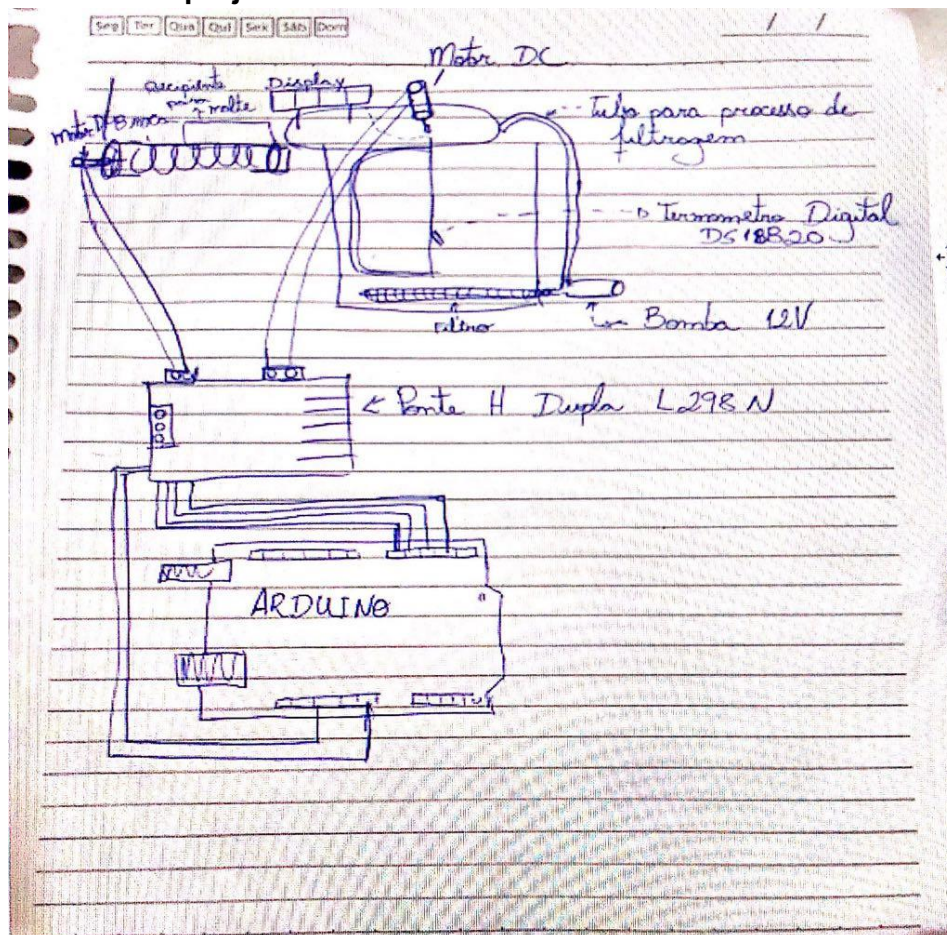 Seg Ter Qua Qui Sex Sáb Dom
/ /
Motor DC
Recipiente
para
malte
Display
Motor DC
Tubo para processo de
filtragem
Termometro Digital
DS18B20
Filtro
Bomba 12V
Ponte H Dupla L298N
ARDUINO